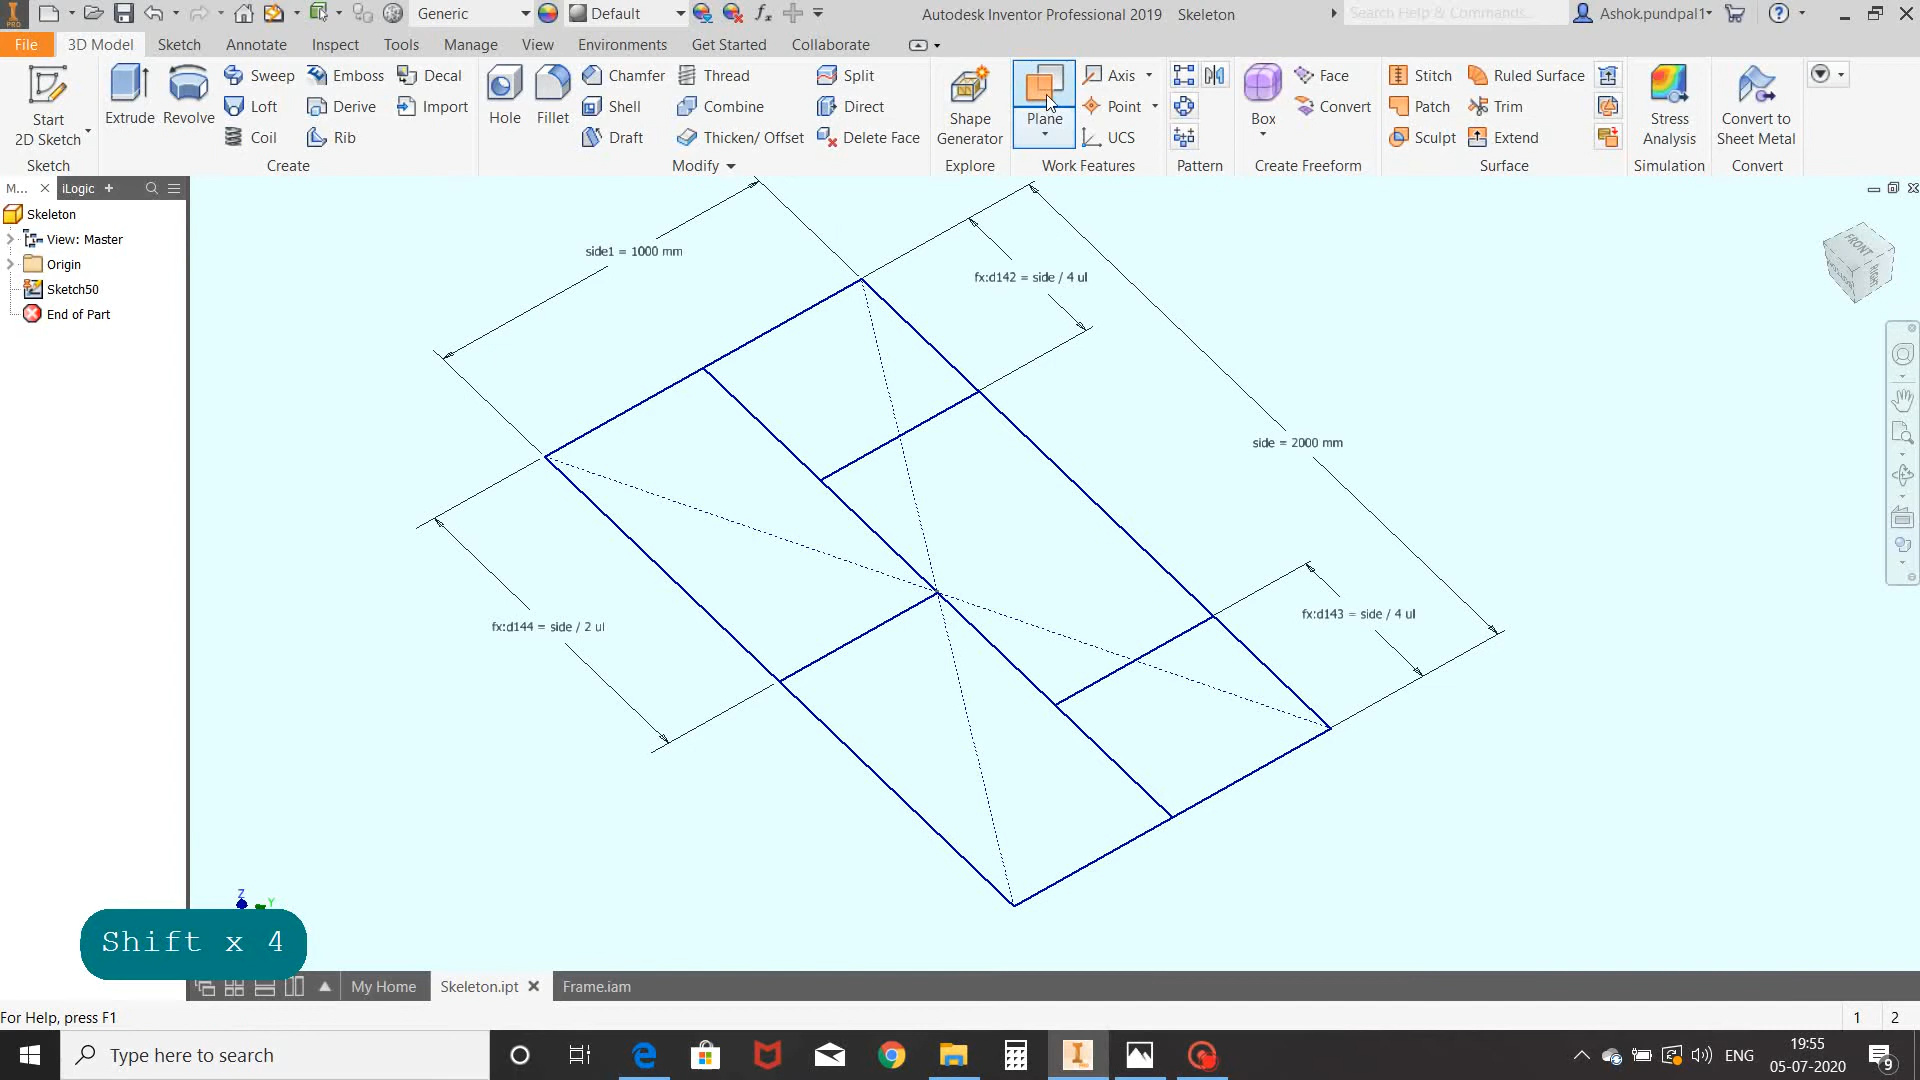 Generic
Default
Autodesk Inventor Professional 2019 Skeleton
Search Help & Commands...
Ashok.pundpal1
File 3D Model Sketch Annotate Inspect Tools Manage View Environments Get Started Collaborate
Start
2D Sketch
Sketch
Extrude
Revolve
Sweep
Emboss
Decal
Loft
Derive
Import
Coil
Rib
Create
Hole
Fillet
Chamfer
Thread
Split
Shell
Combine
Direct
Draft
Thicken/ Offset
Delete Face
Modify
Shape
Generator
Explore
Plane
Axis
Point
UCS
Work Features
Pattern
Box
Face
Convert
Create Freeform
Stitch
Ruled Surface
Patch
Trim
Sculpt
Extend
Surface
Stress
Analysis
Simulation
Convert to
Sheet Metal
Convert
M... iLogic
Skeleton
View: Master
Origin
Sketch50
End of Part
side1 = 1000 mm
fx:d142 = side / 4 ul
side = 2000 mm
fx:d143 = side / 4 ul
fx:d144 = side / 2 ul
FRONT
Z
Y
Shift x 4
My Home
Skeleton.ipt
Frame.iam
For Help, press F1
1 2
Type here to search
ENG
19:55
05-07-2020
9